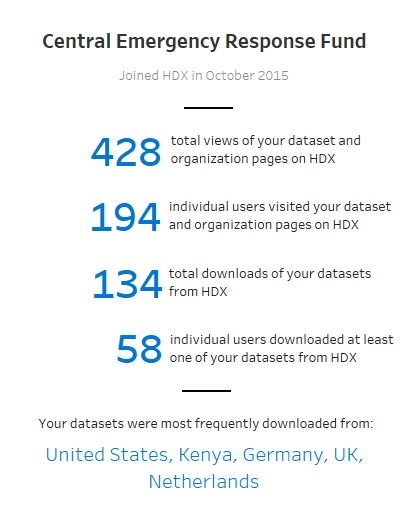 Central Emergency Response Fund
Joined HDX in October 2015
428 total views of your dataset and
organization pages on HDX
194 individual users visited your dataset
and organization pages on HDX
134 total downloads of your datasets
from HDX
58 individual users downloaded at least
one of your datasets from HDX
Your datasets were most frequently downloaded from:
United States, Kenya, Germany, UK,
Netherlands